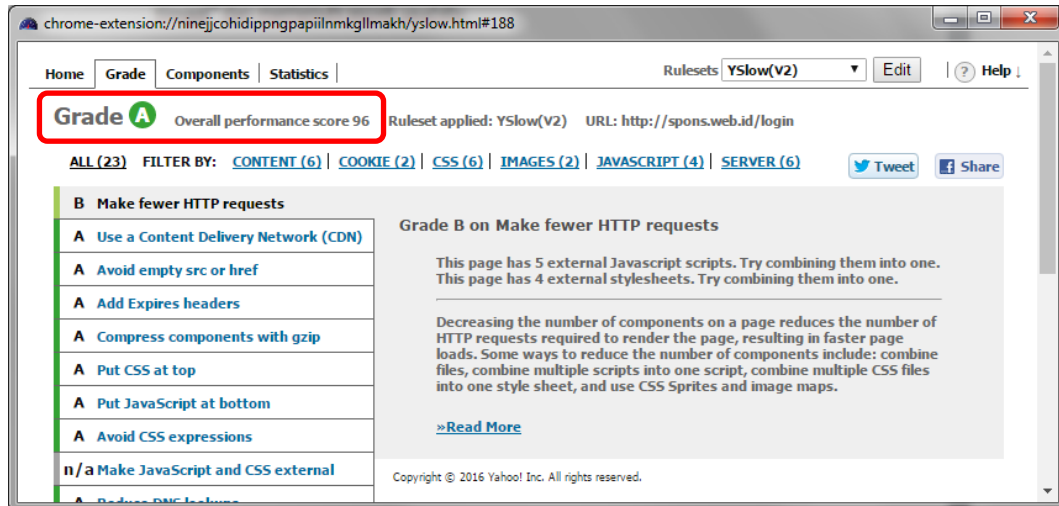 chrome-extension://ninejjcohidippngpapiilnmkgllmakh/yslow.html#188
Home Grade Components Statistics Rulesets YSlow(V2) Edit ? Help ↓
Grade A Overall performance score 96 Ruleset applied: YSlow(V2) URL: http://spons.web.id/login
ALL (23) FILTER BY: CONTENT (6) COOKIE (2) CSS (6) IMAGES (2) JAVASCRIPT (4) SERVER (6) Tweet Share
B Make fewer HTTP requests
A Use a Content Delivery Network (CDN)
A Avoid empty src or href
A Add Expires headers
A Compress components with gzip
A Put CSS at top
A Put JavaScript at bottom
A Avoid CSS expressions
n/a Make JavaScript and CSS external
A Reduce DNS lookups
Grade B on Make fewer HTTP requests
This page has 5 external Javascript scripts. Try combining them into one.
This page has 4 external stylesheets. Try combining them into one.
Decreasing the number of components on a page reduces the number of
HTTP requests required to render the page, resulting in faster page
loads. Some ways to reduce the number of components include: combine
files, combine multiple scripts into one script, combine multiple CSS files
into one style sheet, and use CSS Sprites and image maps.
»Read More
Copyright © 2016 Yahoo! Inc. All rights reserved.